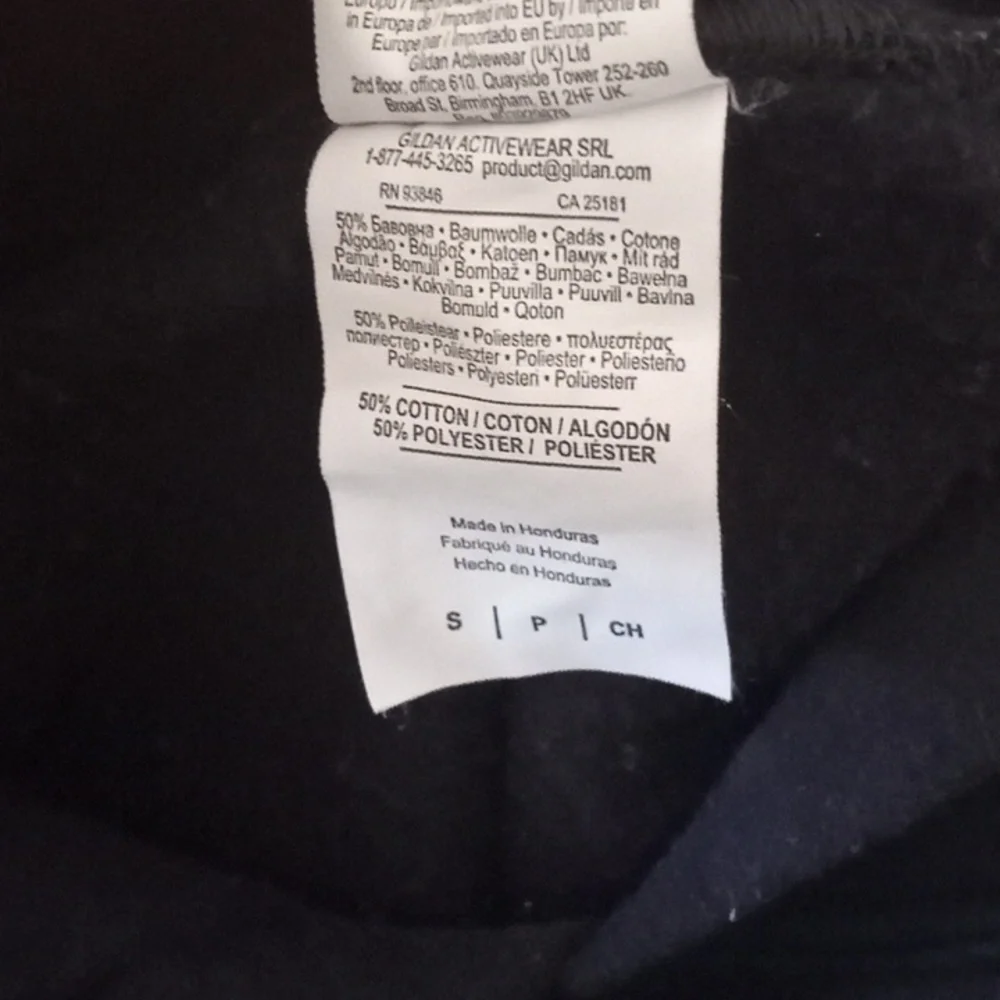 in Europa de / Imported into EU by / Importé en
Europe par / Importado en Europa por:
Gildan Activewear (UK) Ltd
2nd floor, office 610, Quayside Tower 252-260
Broad St, Birmingham, B1 2HF UK.
GILDAN ACTIVEWEAR SRL
1-877-445-3265 product@gildan.com
RN 93846 CA 25181
50% Бавовна • Baumwolle • Cadás • Cotone
Algodão • Βαμβαξ • Katoen • Памук • Mit rád
Pamut • Bomull • Bombaž • Bumbac • Bawełna
Medvilnės • Kokvilna • Puuvilla • Puuvill • Bavlna
Bomuld • Qoton
50% Poileistear • Poliestere • πολυεστέρας
полиестер • Poliészter • Poliester • Poliesteño
Poliesters • Polyesteri • Polüesterr
50% COTTON / COTON / ALGODÓN
50% POLYESTER / POLIÉSTER
Made in Honduras
Fabriqué au Honduras
Hecho en Honduras
S | P | CH